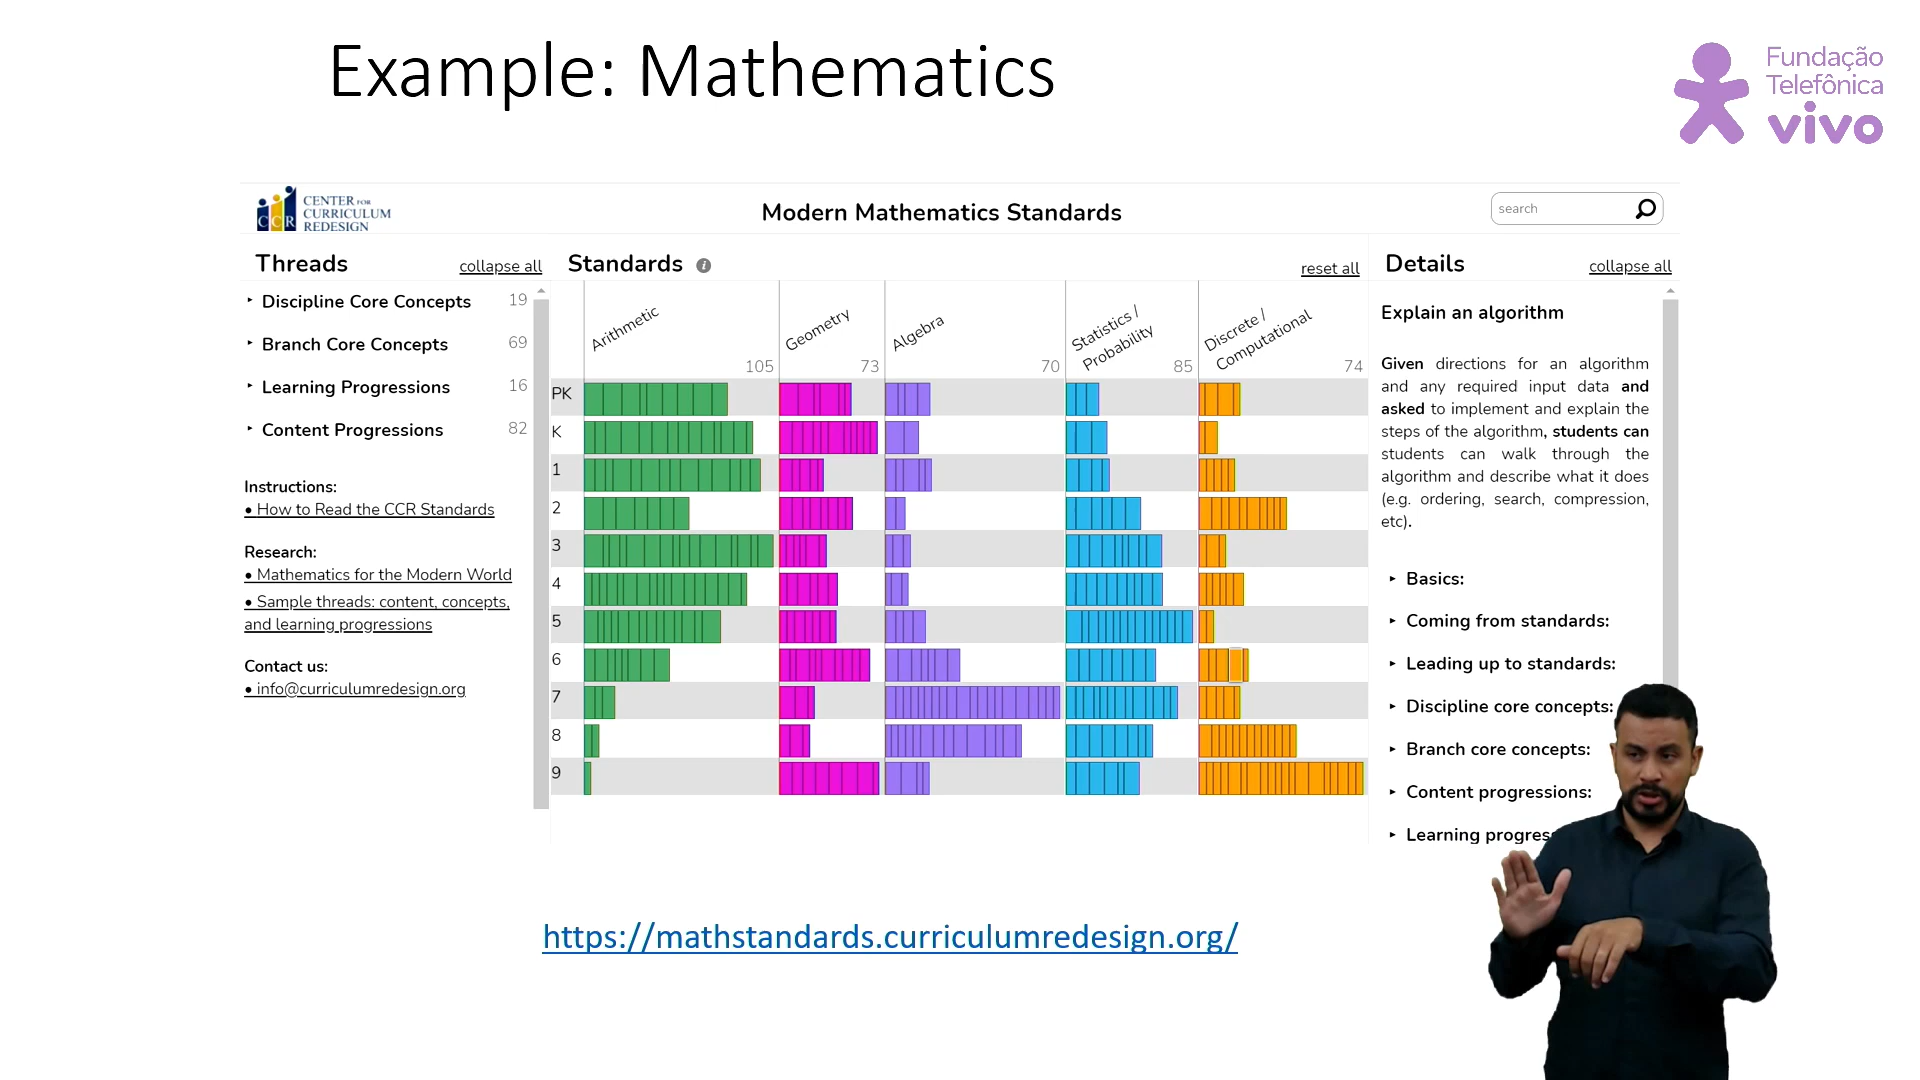 Example: Mathematics
Fundação
Telefônica
vivo
CCR
CENTER FOR
CURRICULUM
REDESIGN
Modern Mathematics Standards
search
Threads
collapse all
Discipline Core Concepts 19
Branch Core Concepts 69
Learning Progressions 16
Content Progressions 82
Instructions:
• How to Read the CCR Standards
Research:
• Mathematics for the Modern World
• Sample threads: content, concepts,
and learning progressions
Contact us:
• info@curriculumredesign.org
Standards i
reset all
Arithmetic
105
Geometry
73
Algebra
70
Statistics /
Probability
85
Discrete /
Computational
74
PK
K
1
2
3
4
5
6
7
8
9
Details
collapse all
Explain an algorithm
Given directions for an algorithm
and any required input data and
asked to implement and explain the
steps of the algorithm, students can
students can walk through the
algorithm and describe what it does
(e.g. ordering, search, compression,
etc).
Basics:
Coming from standards:
Leading up to standards:
Discipline core concepts:
Branch core concepts:
Content progressions:
Learning
https://mathstandards.curriculumredesign.org/